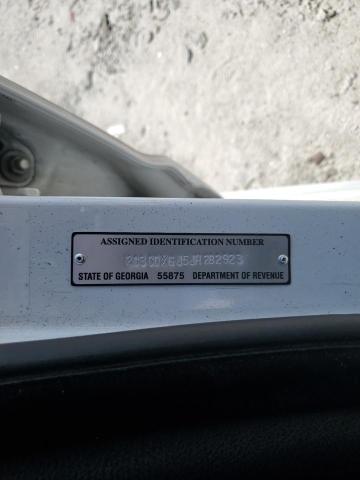 ASSIGNED IDENTIFICATION NUMBER
STATE OF GEORGIA 55875 DEPARTMENT OF REVENUE